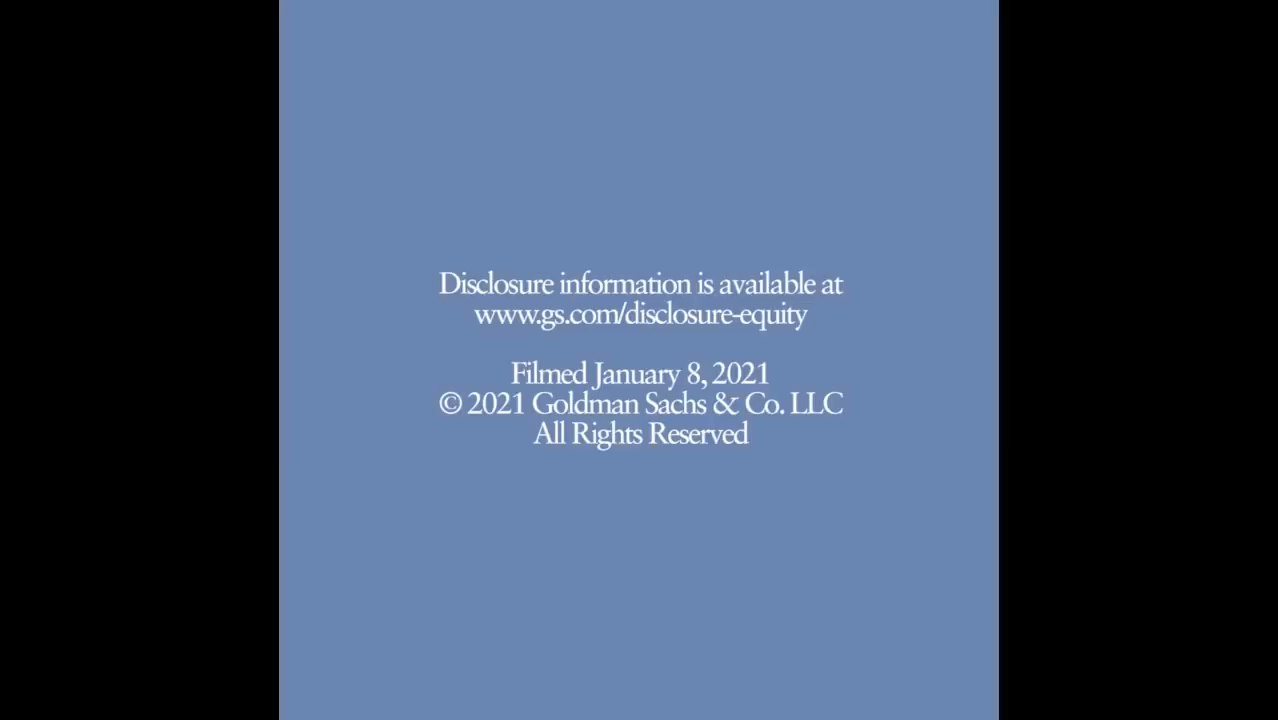 Disclosure information is available at
www.gs.com/disclosure-equity
Filmed January 8, 2021
© 2021 Goldman Sachs & Co. LLC
All Rights Reserved